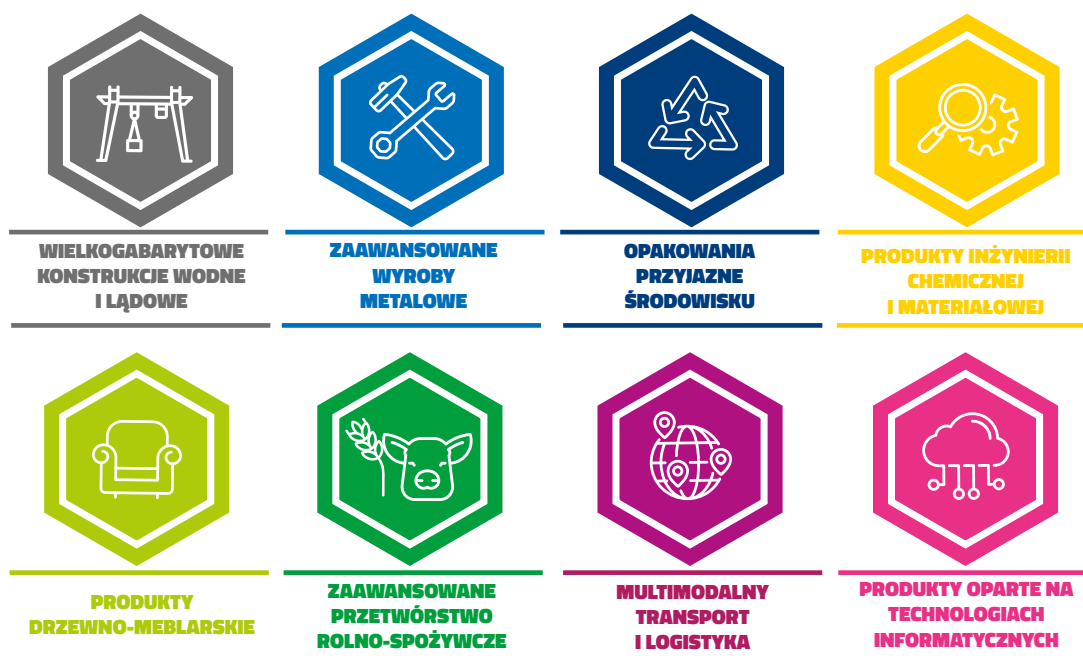 WIELKOGABARYTOWE
KONSTRUKCJE WODNE
I LĄDOWE
ZAAWANSOWANE
WYROBY
METALOWE
OPAKOWANIA
PRZYJAZNE
ŚRODOWISKU
PRODUKTY INŻYNIERII
CHEMICZNEJ
I MATERIAŁOWEJ
PRODUKTY
DRZEWNO-MEBLARSKIE
ZAAWANSOWANE
PRZETWÓRSTWO
ROLNO-SPOŻYWCZE
MULTIMODALNY
TRANSPORT
I LOGISTYKA
PRODUKTY OPARTE NA
TECHNOLOGIACH
INFORMATYCZNYCH